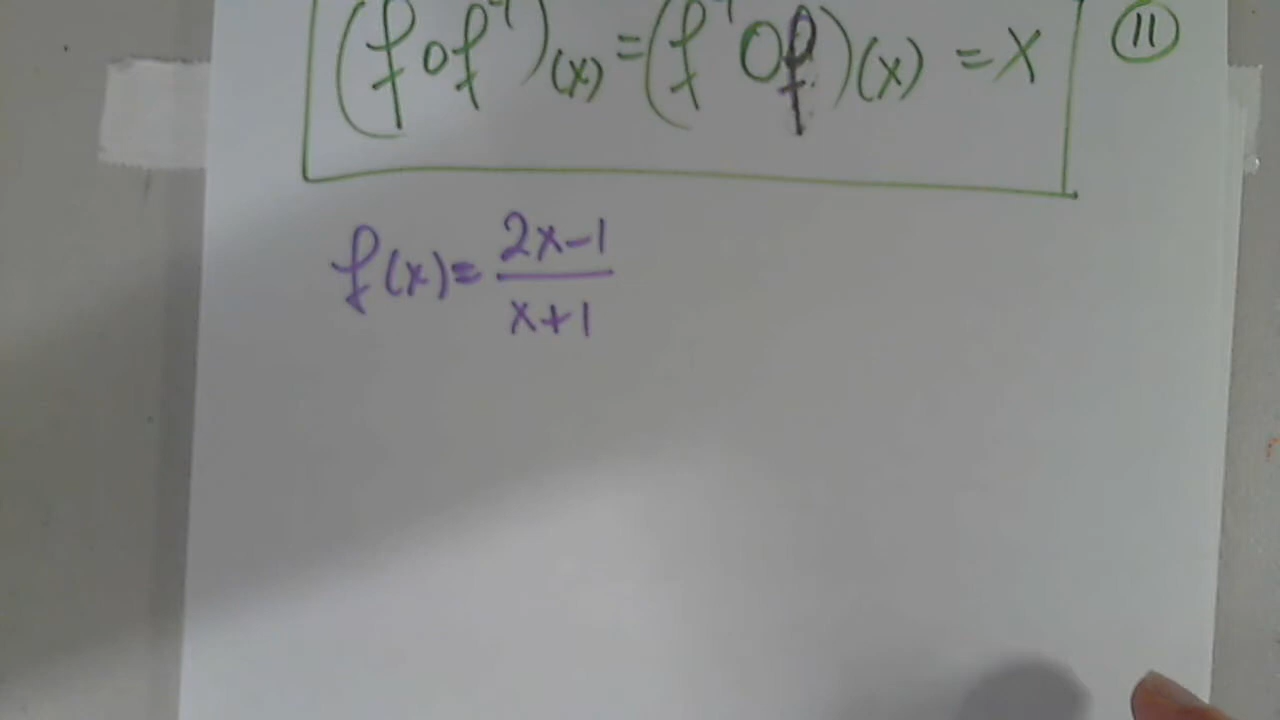 (f o f⁻¹)(x) = (f⁻¹ O f)(x) = x
11
f(x) = (2x-1)/(x+1)